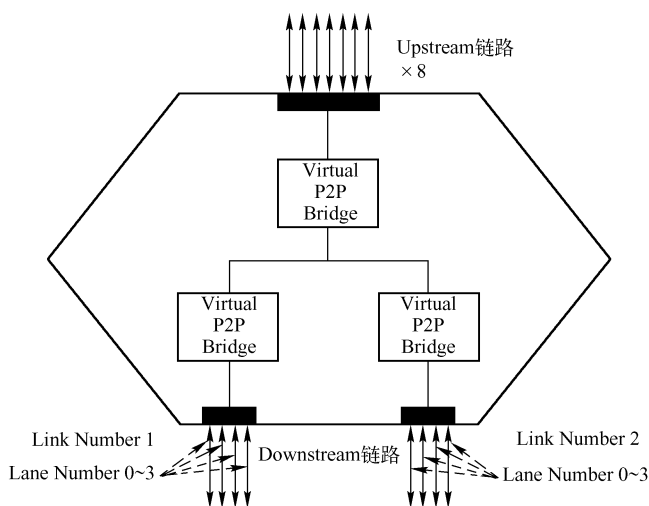 Upstream链路
×8
Virtual
P2P
Bridge
Virtual
P2P
Bridge
Virtual
P2P
Bridge
Link Number 1
Lane Number 0~3
Downstream链路
Link Number 2
Lane Number 0~3